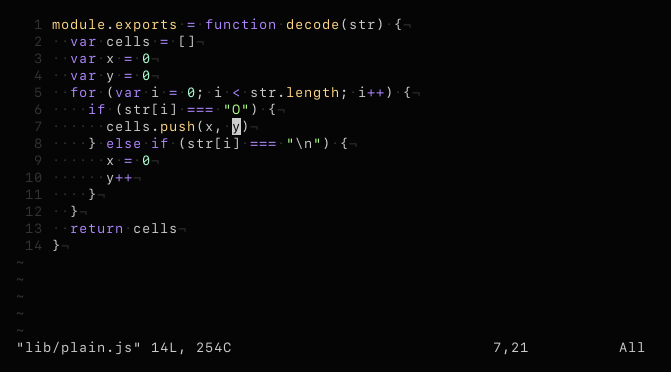 1 module.exports = function decode(str) {¬
2 ··var cells = []¬
3 ··var x = 0¬
4 ··var y = 0¬
5 ··for (var i = 0; i < str.length; i++) {¬
6 ····if (str[i] === "O") {¬
7 ······cells.push(x, y)¬
8 ····} else if (str[i] === "\n") {¬
9 ······x = 0¬
10 ······y++¬
11 ····}¬
12 ··}¬
13 ··return cells¬
14 }¬
~
~
~
~
~
"lib/plain.js" 14L, 254C 7,21 All